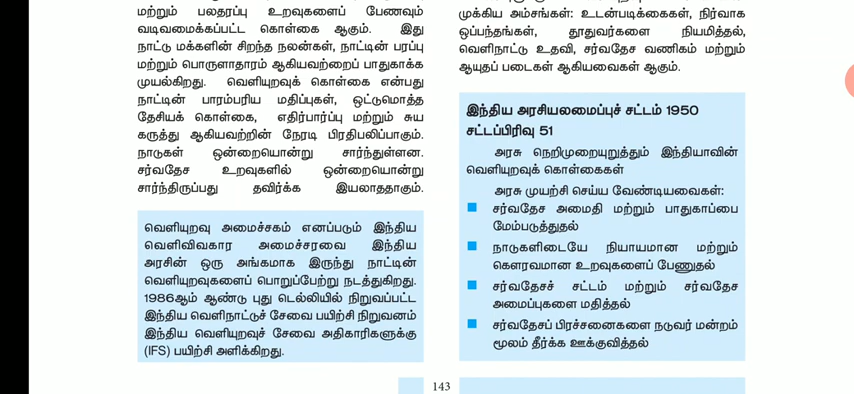 மற்றும் பலதரப்பு உறவுகளைப் பேணவும்
வடிவமைக்கப்பட்ட கொள்கை ஆகும். இது
நாட்டு மக்களின் சிறந்த நலன்கள், நாட்டின் பரப்பு
மற்றும் பொருளாதாரம் ஆகியவற்றைப் பாதுகாக்க
முயல்கிறது. வெளியுறவுக் கொள்கை என்பது
நாட்டின் பாரம்பரிய மதிப்புகள், ஒட்டுமொத்த
தேசியக் கொள்கை, எதிர்பார்ப்பு மற்றும் சுய
கருத்து ஆகியவற்றின் நேரடி பிரதிபலிப்பாகும்.
நாடுகள் ஒன்றையொன்று சார்ந்துள்ளன.
சர்வதேச உறவுகளில் ஒன்றையொன்று
சார்ந்திருப்பது தவிர்க்க இயலாததாகும்.
வெளியுறவு அமைச்சகம் எனப்படும் இந்திய
வெளிவிவகார அமைச்சரவை இந்திய
அரசின் ஒரு அங்கமாக இருந்து நாட்டின்
வெளியுறவுகளைப் பொறுப்பேற்று நடத்துகிறது.
1986ஆம் ஆண்டு புது டெல்லியில் நிறுவப்பட்ட
இந்திய வெளிநாட்டுச் சேவை பயிற்சி நிறுவனம்
இந்திய வெளியுறவுச் சேவை அதிகாரிகளுக்கு
(IFS) பயிற்சி அளிக்கிறது.
முக்கிய அம்சங்கள்: உடன்படிக்கைகள், நிர்வாக
ஒப்பந்தங்கள், தூதுவர்களை நியமித்தல்,
வெளிநாட்டு உதவி, சர்வதேச வணிகம் மற்றும்
ஆயுதப் படைகள் ஆகியவைகள் ஆகும்.
இந்திய அரசியலமைப்புச் சட்டம் 1950
சட்டப்பிரிவு 51
அரசு நெறிமுறையுறுத்தும் இந்தியாவின்
வெளியுறவுக் கொள்கைகள்
அரசு முயற்சி செய்ய வேண்டியவைகள்:
சர்வதேச அமைதி மற்றும் பாதுகாப்பை
மேம்படுத்துதல்
நாடுகளிடையே நியாயமான மற்றும்
கௌரவமான உறவுகளைப் பேணுதல்
சர்வதேசச் சட்டம் மற்றும் சர்வதேச
அமைப்புகளை மதித்தல்
சர்வதேசப் பிரச்சனைகளை நடுவர் மன்றம்
மூலம் தீர்க்க ஊக்குவித்தல்
143